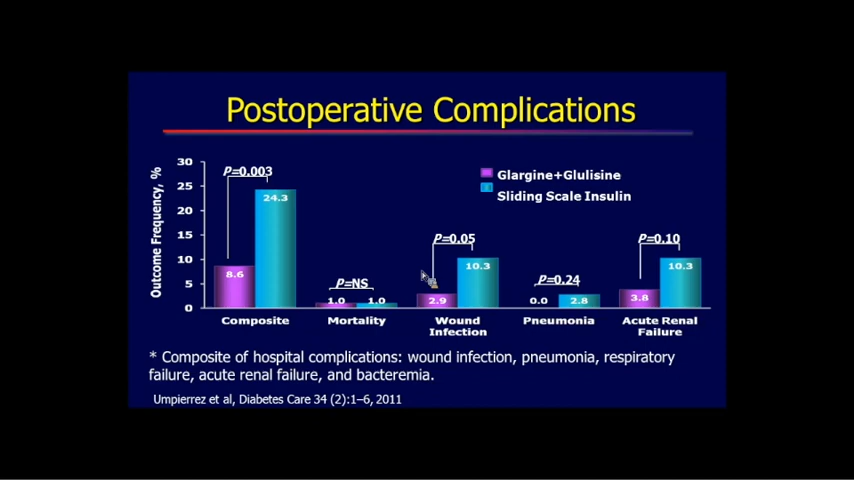 Postoperative Complications
Outcome Frequency, %
30
25
20
15
10
5
0
P=0.003
8.6
24.3
P=NS
1.0
1.0
P=0.05
2.9
10.3
P=0.24
0.0
2.8
P=0.10
3.8
10.3
Glargine+Glulisine
Sliding Scale Insulin
Composite
Mortality
Wound
Infection
Pneumonia
Acute Renal
Failure
* Composite of hospital complications: wound infection, pneumonia, respiratory
failure, acute renal failure, and bacteremia.
Umpierrez et al, Diabetes Care 34 (2):1–6, 2011